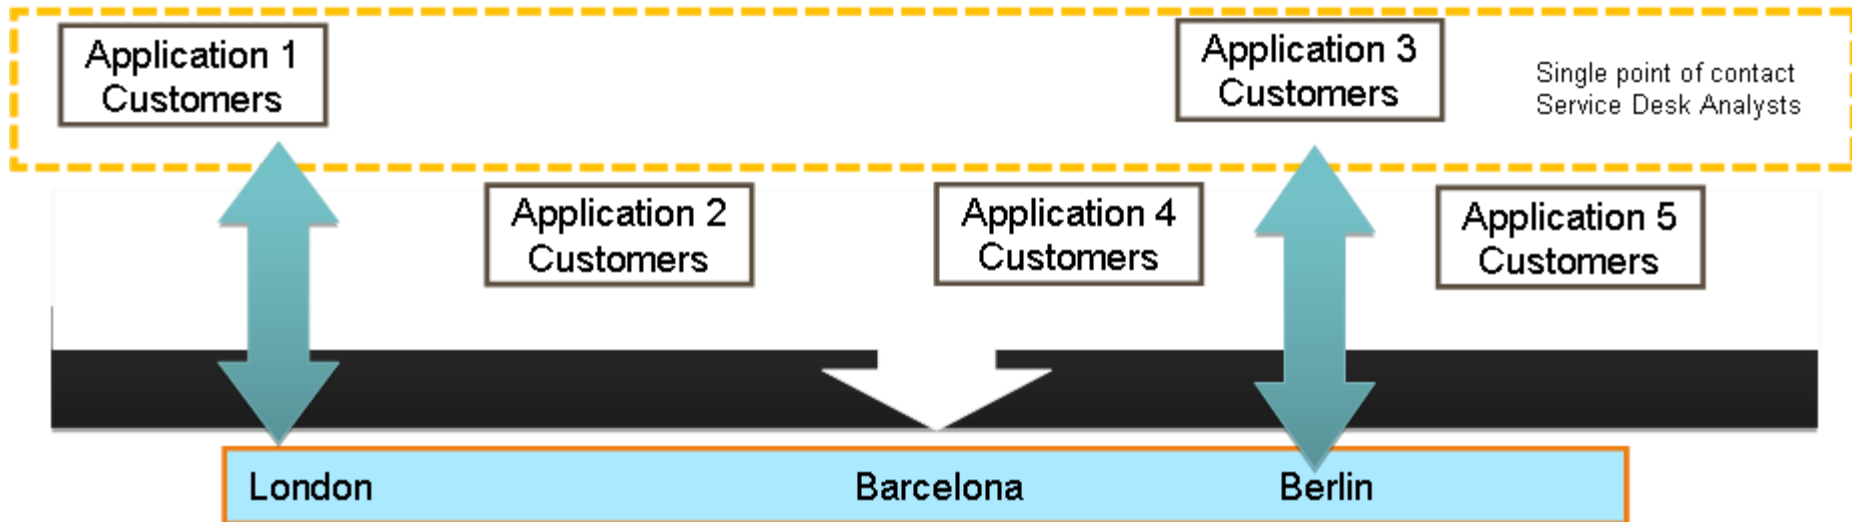 Application 1
Customers
Application 3
Customers
Single point of contact
Service Desk Analysts
Application 2
Customers
Application 4
Customers
Application 5
Customers
London
Barcelona
Berlin